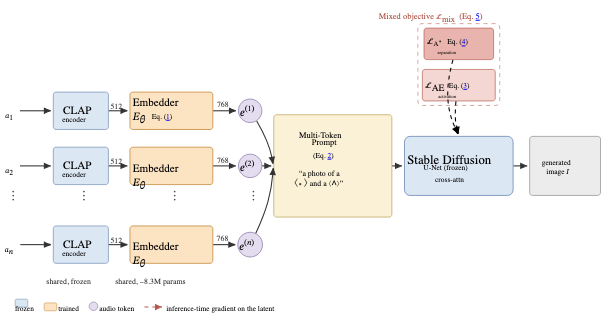 Mixed objective ℒmix (Eq. 5)
ℒA* Eq. (4)
separation
ℒAE Eq. (3)
activation
a1
CLAP
encoder
512
Embedder
Eθ Eq. (1)
768
e(1)
a2
CLAP
encoder
512
Embedder
Eθ
768
e(2)
Multi-Token
Prompt
(Eq. 2)
"a photo of a
⟨⋆⟩ and a ⟨∧⟩"
Stable Diffusion
U-Net (frozen)
cross-attn
generated
image I
⋮ ⋮ ⋮ ⋮
an
CLAP
encoder
512
Embedder
Eθ
768
e(n)
shared, frozen
shared, ~8.3M params
frozen trained audio token inference-time gradient on the latent